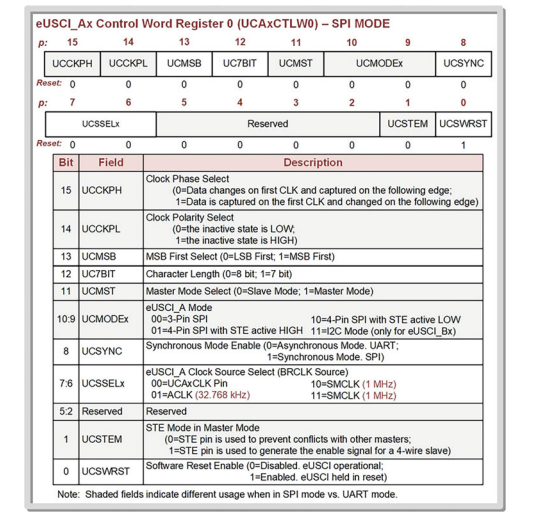 eUSCI_Ax Control Word Register 0 (UCAxCTLW0) – SPI MODE
p: 15 14 13 12 11 10 9 8
UCCKPH UCCKPL UCMSB UC7BIT UCMST UCMODEx UCSYNC
Reset: 0 0 0 0 0 0 0 0
p: 7 6 5 4 3 2 1 0
UCSSELx Reserved UCSTEM UCSWRST
Reset: 0 0 0 0 0 0 0 1
Bit Field Description
15 UCCKPH Clock Phase Select
(0=Data changes on first CLK and captured on the following edge;
1=Data is captured on the first CLK and changed on the following edge)
14 UCCKPL Clock Polarity Select
(0=the inactive state is LOW;
1=the inactive state is HIGH)
13 UCMSB MSB First Select (0=LSB First; 1=MSB First)
12 UC7BIT Character Length (0=8 bit; 1=7 bit)
11 UCMST Master Mode Select (0=Slave Mode; 1=Master Mode)
10:9 UCMODEx eUSCI_A Mode
00=3-Pin SPI 10=4-Pin SPI with STE active LOW
01=4-Pin SPI with STE active HIGH 11=I2C Mode (only for eUSCI_Bx)
8 UCSYNC Synchronous Mode Enable (0=Asynchronous Mode. UART;
1=Synchronous Mode. SPI)
7:6 UCSSELx eUSCI_A Clock Source Select (BRCLK Source)
00=UCAxCLK Pin 10=SMCLK (1 MHz)
01=ACLK (32.768 kHz) 11=SMCLK (1 MHz)
5:2 Reserved Reserved
1 UCSTEM STE Mode in Master Mode
(0=STE pin is used to prevent conflicts with other masters;
1=STE pin is used to generate the enable signal for a 4-wire slave)
0 UCSWRST Software Reset Enable (0=Disabled. eUSCI operational;
1=Enabled. eUSCI held in reset)
Note: Shaded fields indicate different usage when in SPI mode vs. UART mode.